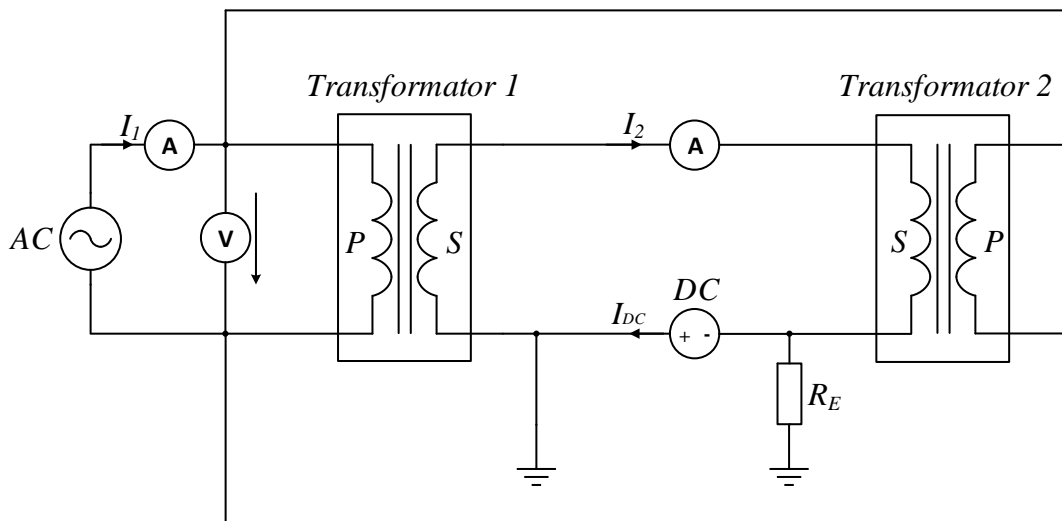 Transformator 1
Transformator 2
I1
A
I2
A
AC
V
P
S
S
P
DC
IDC
+ -
RE